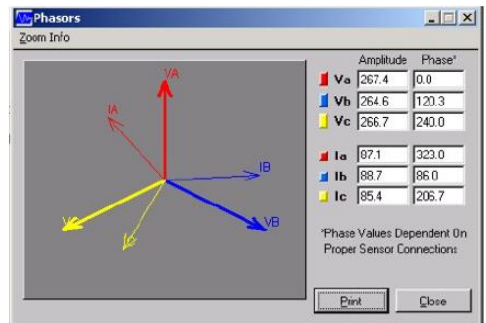 Phasors
Zoom Info
Amplitude Phase*
Va 267.4 0.0
Vb 264.6 120.3
Vc 266.7 240.0
Ia 87.1 323.0
Ib 88.7 86.0
Ic 85.4 206.7
VA
IA
IB
VB
*Phase Values Dependent On
Proper Sensor Connections
Print Close